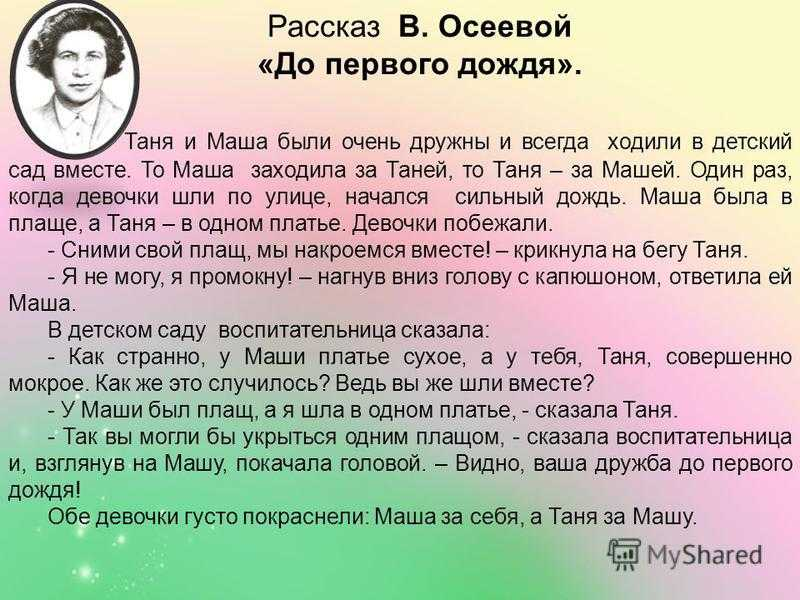 Рассказ В. Осеевой
«До первого дождя».
Таня и Маша были очень дружны и всегда ходили в детский
сад вместе. То Маша заходила за Таней, то Таня – за Машей. Один раз,
когда девочки шли по улице, начался сильный дождь. Маша была в
плаще, а Таня – в одном платье. Девочки побежали.
- Сними свой плащ, мы накроемся вместе! – крикнула на бегу Таня.
- Я не могу, я промокну! – нагнув вниз голову с капюшоном, ответила ей
Маша.
В детском саду воспитательница сказала:
- Как странно, у Маши платье сухое, а у тебя, Таня, совершенно
мокрое. Как же это случилось? Ведь вы же шли вместе?
- У Маши был плащ, а я шла в одном платье, - сказала Таня.
- Так вы могли бы укрыться одним плащом, - сказала воспитательница
и, взглянув на Машу, покачала головой. – Видно, ваша дружба до первого
дождя!
Обе девочки густо покраснели: Маша за себя, а Таня за Машу.
MyShared